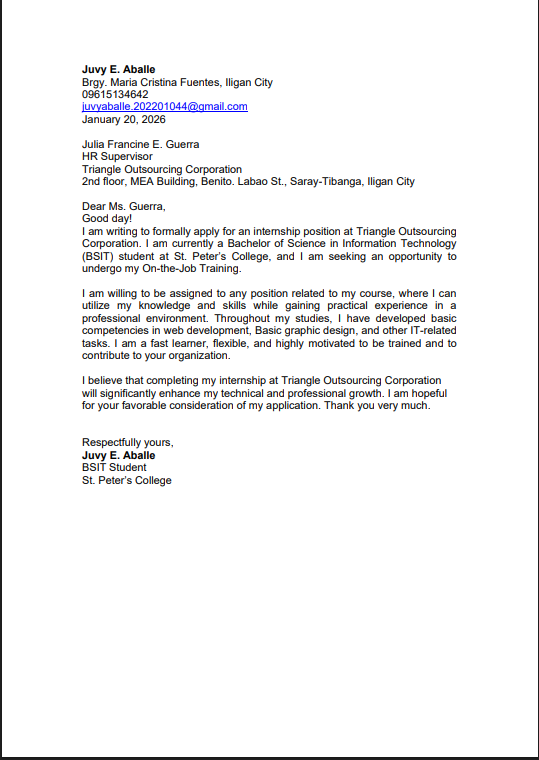 Juvy E. Aballe
Brgy. Maria Cristina Fuentes, Iligan City
09615134642
juvyaballe.202201044@gmail.com
January 20, 2026
Julia Francine E. Guerra
HR Supervisor
Triangle Outsourcing Corporation
2nd floor, MEA Building, Benito. Labao St., Saray-Tibanga, Iligan City
Dear Ms. Guerra,
Good day!
I am writing to formally apply for an internship position at Triangle Outsourcing
Corporation. I am currently a Bachelor of Science in Information Technology
(BSIT) student at St. Peter's College, and I am seeking an opportunity to
undergo my On-the-Job Training.
I am willing to be assigned to any position related to my course, where I can
utilize my knowledge and skills while gaining practical experience in a
professional environment. Throughout my studies, I have developed basic
competencies in web development, Basic graphic design, and other IT-related
tasks. I am a fast learner, flexible, and highly motivated to be trained and to
contribute to your organization.
I believe that completing my internship at Triangle Outsourcing Corporation
will significantly enhance my technical and professional growth. I am hopeful
for your favorable consideration of my application. Thank you very much.
Respectfully yours,
Juvy E. Aballe
BSIT Student
St. Peter's College